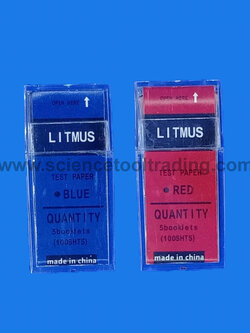 OPEN HERE
LITMUS
TEST PAPER
BLUE
QUANTITY
5booklets
(100SHTS)
made in china
OPEN HERE
LITMUS
TEST PAPER
RED
QUANTITY
5booklets
(100SHTS)
made in china
www.sciencetooltrading.com